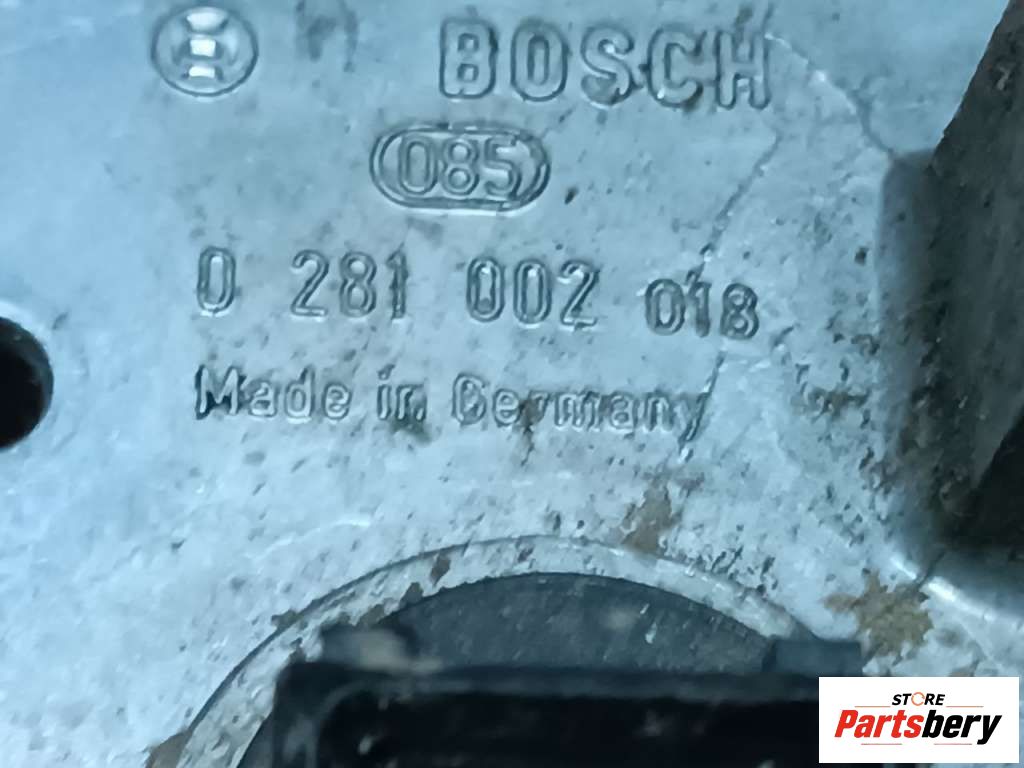 BOSCH
085
0 281 002 018
Made in Germany
STORE
Partsbery